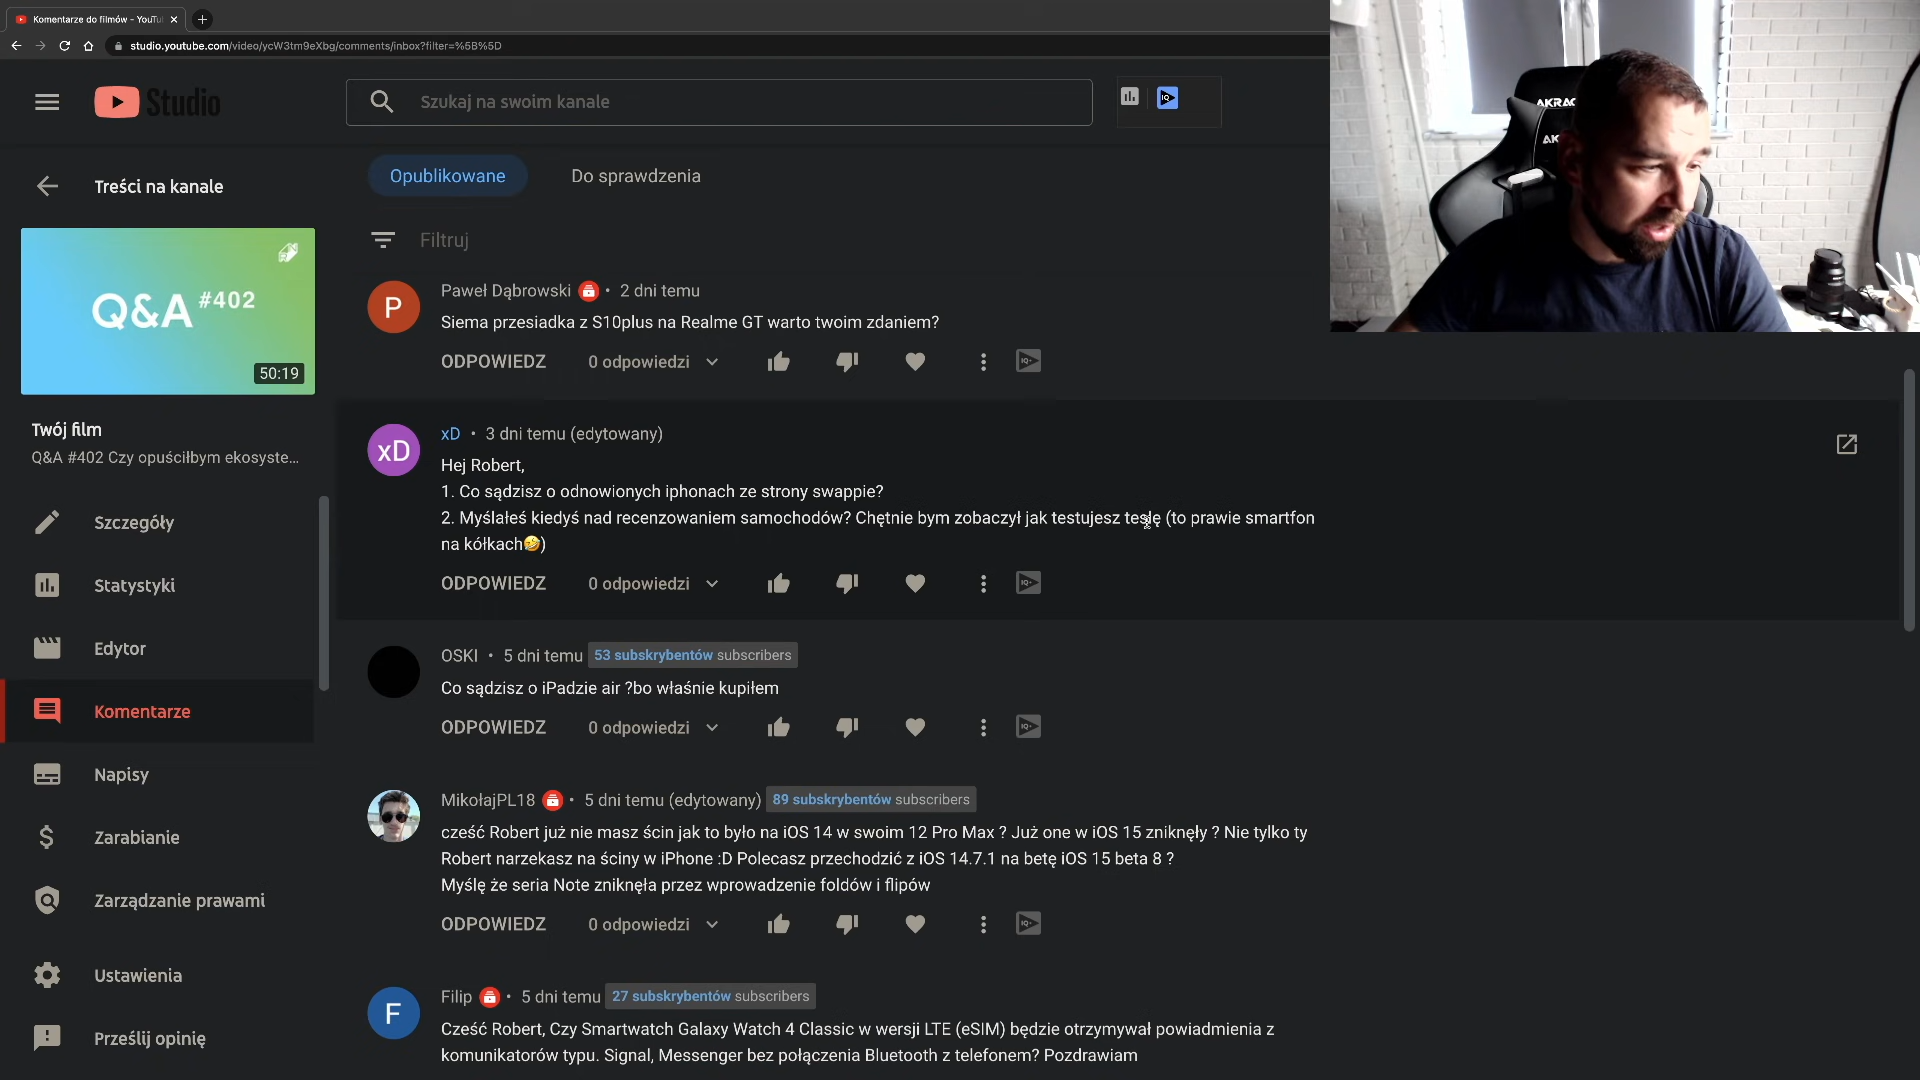 Komentarze do filmów - YouTu
studio.youtube.com/video/ycW3tm9eXbg/comments/inbox?filter=%5B%5D
Studio
Szukaj na swoim kanale
IQ
AKRAC
AK
Treści na kanale
Q&A #402
50:19
Twój film
Q&A #402 Czy opuściłbym ekosyste...
Szczegóły
Statystyki
Edytor
Komentarze
Napisy
Zarabianie
Zarządzanie prawami
Ustawienia
Prześlij opinię
Opublikowane
Do sprawdzenia
Filtruj
P
Paweł Dąbrowski • 2 dni temu
Siema przesiadka z S10plus na Realme GT warto twoim zdaniem?
ODPOWIEDZ 0 odpowiedzi
xD
xD • 3 dni temu (edytowany)
Hej Robert,
1. Co sądzisz o odnowionych iphonach ze strony swappie?
2. Myślałeś kiedyś nad recenzowaniem samochodów? Chętnie bym zobaczył jak testujesz teslę (to prawie smartfon
na kółkach🤣)
ODPOWIEDZ 0 odpowiedzi
OSKI • 5 dni temu 53 subskrybentów subscribers
Co sądzisz o iPadzie air ?bo właśnie kupiłem
ODPOWIEDZ 0 odpowiedzi
MikołajPL18 • 5 dni temu (edytowany) 89 subskrybentów subscribers
cześć Robert już nie masz ścin jak to było na iOS 14 w swoim 12 Pro Max ? Już one w iOS 15 zniknęły ? Nie tylko ty
Robert narzekasz na ściny w iPhone :D Polecasz przechodzić z iOS 14.7.1 na betę iOS 15 beta 8 ?
Myślę że seria Note zniknęła przez wprowadzenie foldów i flipów
ODPOWIEDZ 0 odpowiedzi
F
Filip • 5 dni temu 27 subskrybentów subscribers
Cześć Robert, Czy Smartwatch Galaxy Watch 4 Classic w wersji LTE (eSIM) będzie otrzymywał powiadmienia z
komunikatorów typu. Signal, Messenger bez połączenia Bluetooth z telefonem? Pozdrawiam